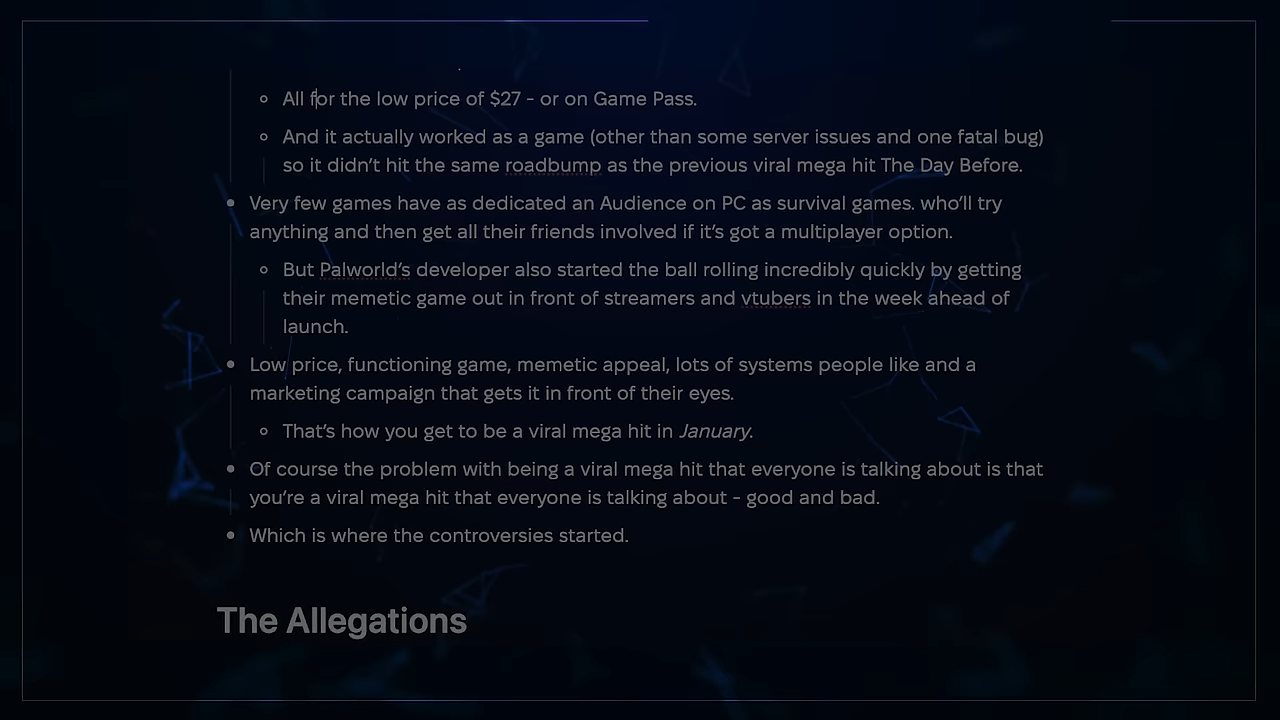 All for the low price of $27 - or on Game Pass.
And it actually worked as a game (other than some server issues and one fatal bug)
so it didn't hit the same roadbump as the previous viral mega hit The Day Before.
Very few games have as dedicated an Audience on PC as survival games. who'll try
anything and then get all their friends involved if it's got a multiplayer option.
But Palworld's developer also started the ball rolling incredibly quickly by getting
their memetic game out in front of streamers and vtubers in the week ahead of
launch.
Low price, functioning game, memetic appeal, lots of systems people like and a
marketing campaign that gets it in front of their eyes.
That's how you get to be a viral mega hit in January.
Of course the problem with being a viral mega hit that everyone is talking about is that
you're a viral mega hit that everyone is talking about - good and bad.
Which is where the controversies started.
The Allegations